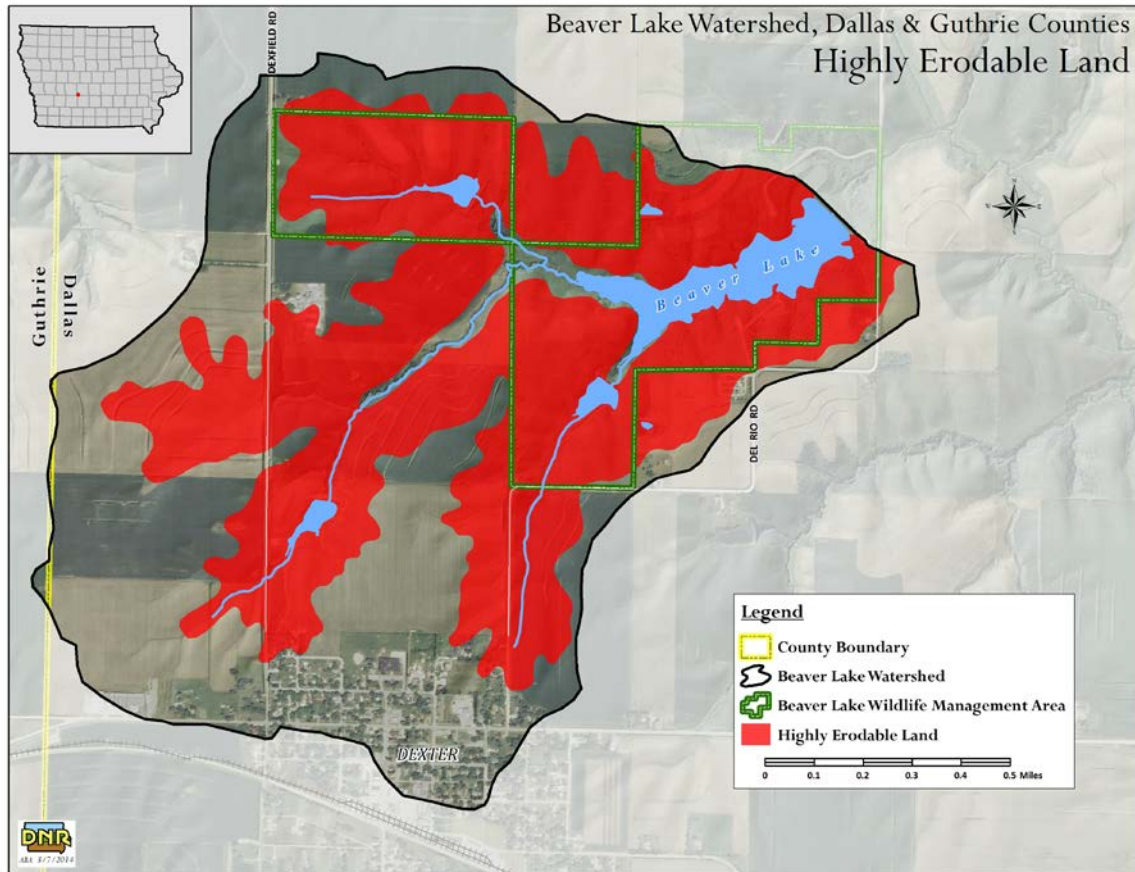 Beaver Lake Watershed, Dallas & Guthrie Counties
Highly Erodable Land
DEXFIELD RD
Guthrie
Dallas
Beaver Lake
DEL RIO RD
DEXTER
Legend
County Boundary
Beaver Lake Watershed
Beaver Lake Wildlife Management Area
Highly Erodable Land
0 0.1 0.2 0.3 0.4 0.5 Miles
N
W E
S
DNR